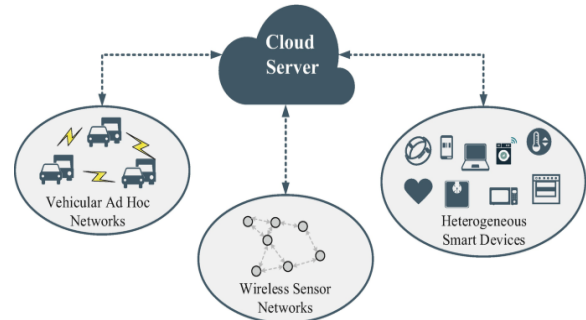 Cloud
Server
Vehicular Ad Hoc
Networks
Wireless Sensor
Networks
Heterogeneous
Smart Devices